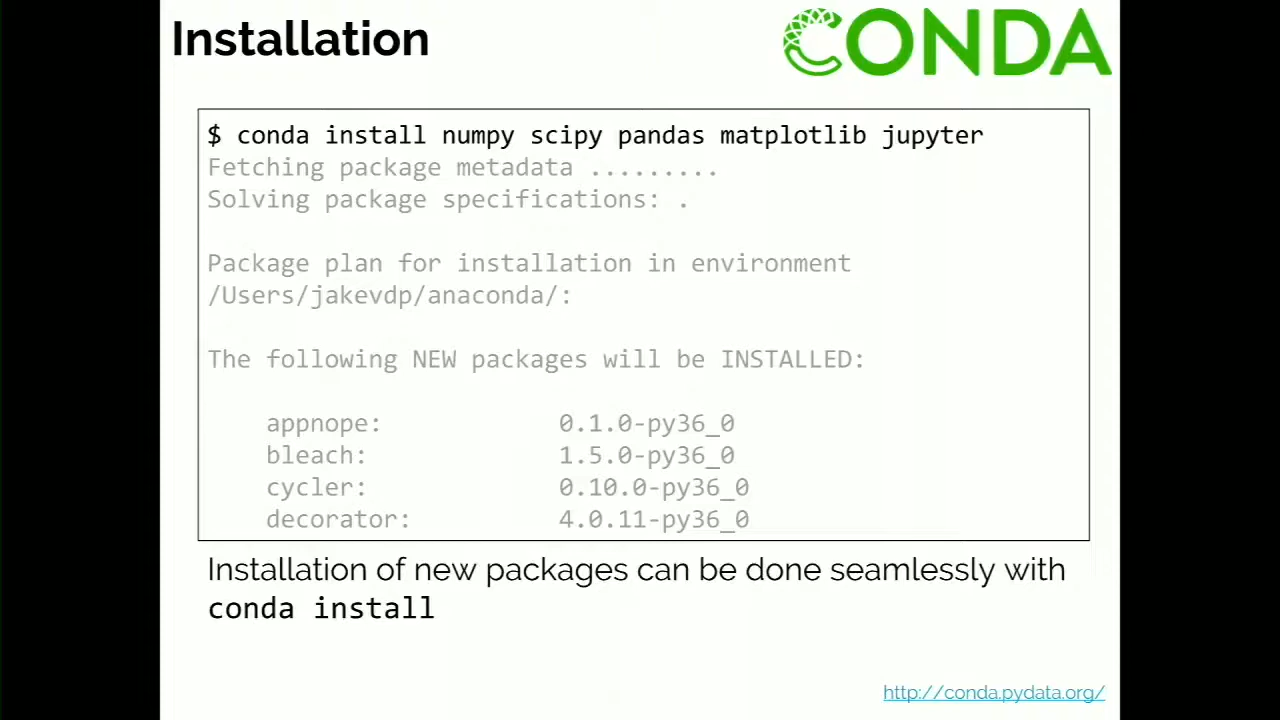 Installation
CONDA
$ conda install numpy scipy pandas matplotlib jupyter
Fetching package metadata .........
Solving package specifications: .
Package plan for installation in environment
/Users/jakevdp/anaconda/:
The following NEW packages will be INSTALLED:
appnope: 0.1.0-py36_0
bleach: 1.5.0-py36_0
cycler: 0.10.0-py36_0
decorator: 4.0.11-py36_0
Installation of new packages can be done seamlessly with
conda install
http://conda.pydata.org/